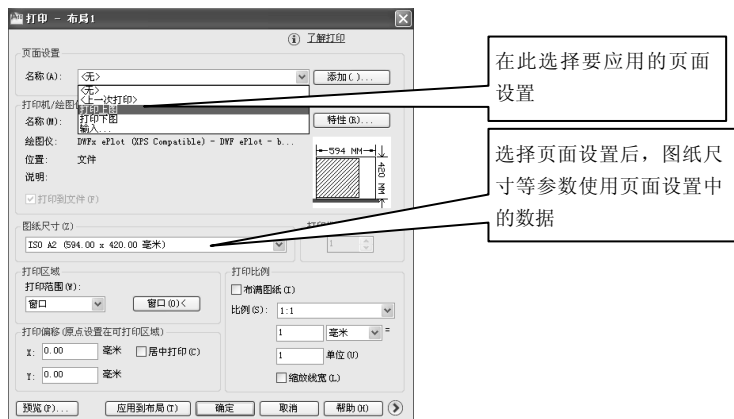 打印 - 布局1
了解打印
页面设置
名称(A): <无> 添加(.)...
<无>
<上一次打印>
打印上图
打印下图
输入...
打印机/绘图
名称(M): 特性(R)...
绘图仪: DWFx ePlot (XPS Compatible) - DWF ePlot - b...
位置: 文件
说明:
打印到文件(F)
594 MM
420 MM
图纸尺寸(Z)
ISO A2 (594.00 x 420.00 毫米)
1
打印区域
打印范围(W):
窗口 窗口(O)<
打印比例
布满图纸(I)
比例(S): 1:1
1 毫米 =
1 单位(U)
缩放线宽(L)
打印偏移(原点设置在可打印区域)
X: 0.00 毫米 居中打印(C)
Y: 0.00 毫米
预览(P)... 应用到布局(T) 确定 取消 帮助(H)
在此选择要应用的页面
设置
选择页面设置后，图纸尺
寸等参数使用页面设置中
的数据